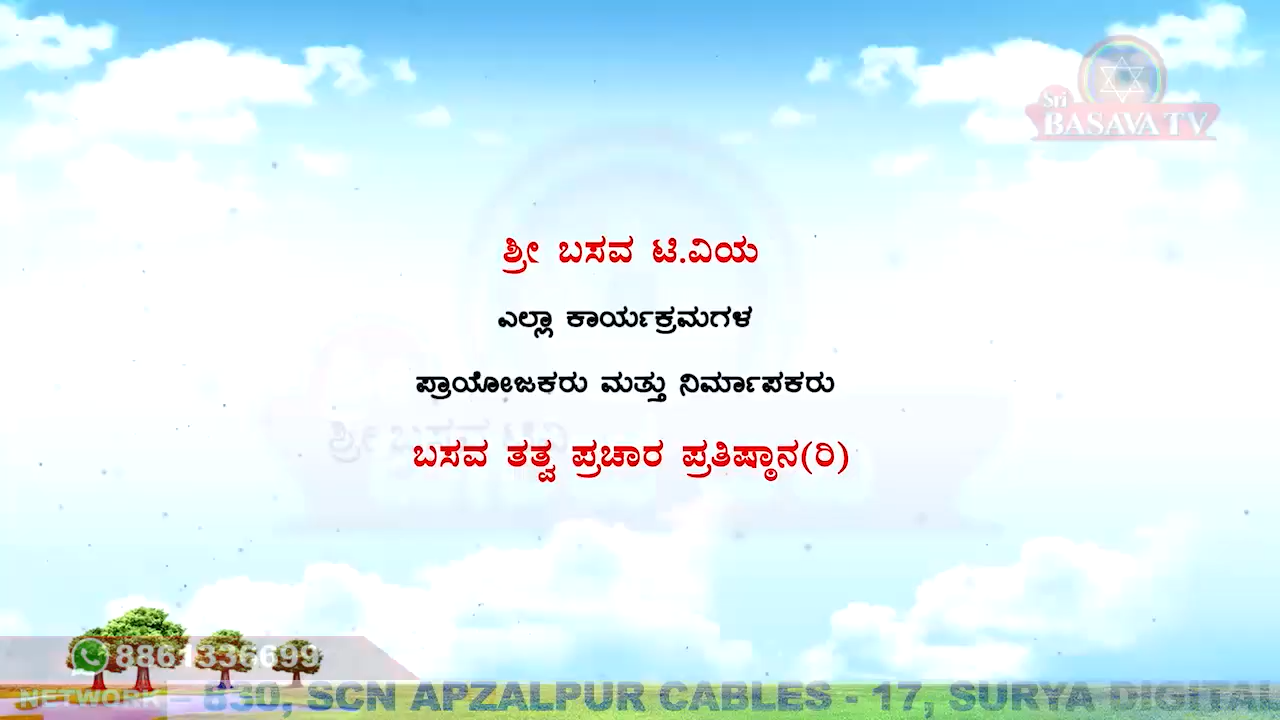 Sri
BASAVA TV
ಶ್ರೀ ಬಸವ ಟಿ.ವಿಯ
ಎಲ್ಲಾ ಕಾರ್ಯಕ್ರಮಗಳ
ಪ್ರಾಯೋಜಕರು ಮತ್ತು ನಿರ್ಮಾಪಕರು
ಶ್ರೀ ಬಸವ ಟಿ.ವಿ
ಬಸವ ತತ್ವ ಪ್ರಚಾರ ಪ್ರತಿಷ್ಠಾನ(ರಿ)
8861336699
NETWORK - 830, SCN APZALPUR CABLES - 17, SURYA DIGITAL